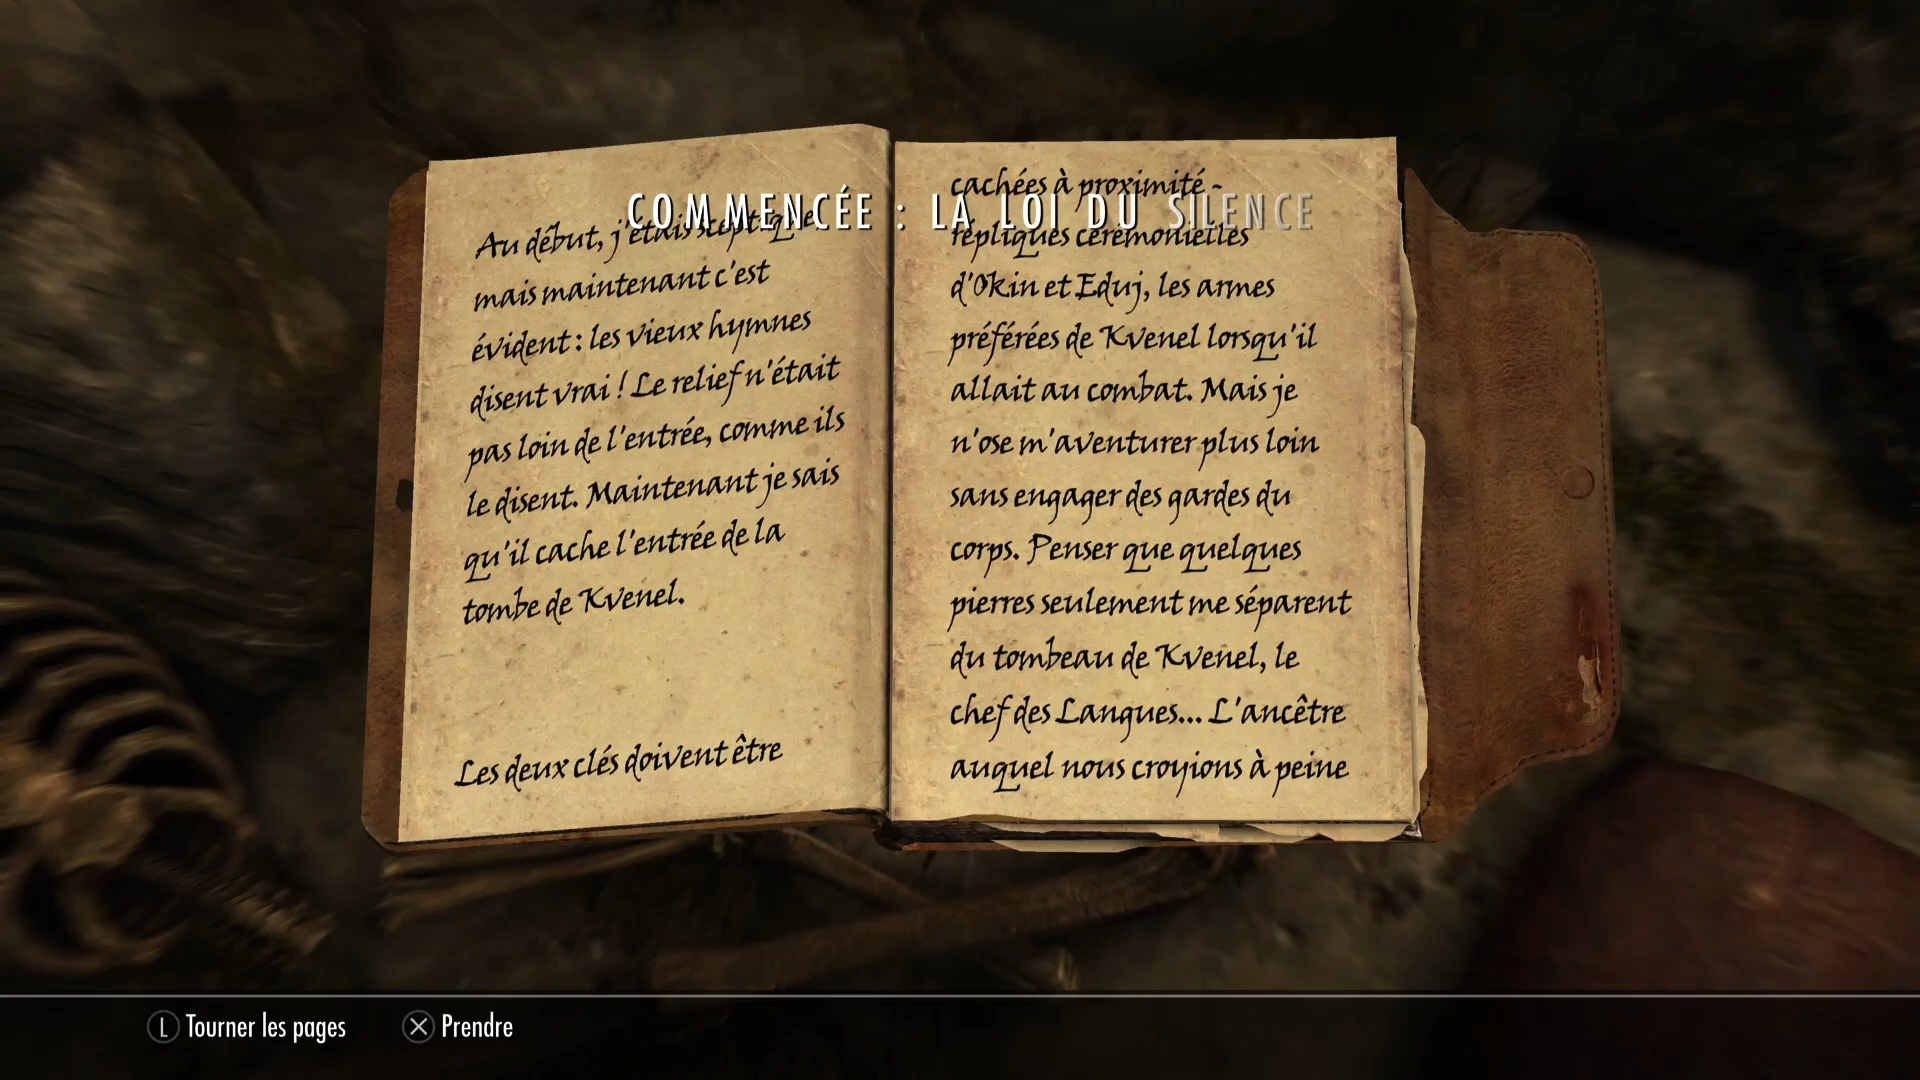 COMMENCÉE : LA LOI DU SILENCE
Au début, j'étais sceptique
mais maintenant c'est
évident : les vieux hymnes
disent vrai ! Le relief n'était
pas loin de l'entrée, comme ils
le disent. Maintenant je sais
qu'il cache l'entrée de la
tombe de Kvenel.
Les deux clés doivent être
cachées à proximité -
répliques cérémonielles
d'Okin et Eduj, les armes
préférées de Kvenel lorsqu'il
allait au combat. Mais je
n'ose m'aventurer plus loin
sans engager des gardes du
corps. Penser que quelques
pierres seulement me séparent
du tombeau de Kvenel, le
chef des Langues... L'ancêtre
auquel nous croyions à peine
L Tourner les pages
Prendre